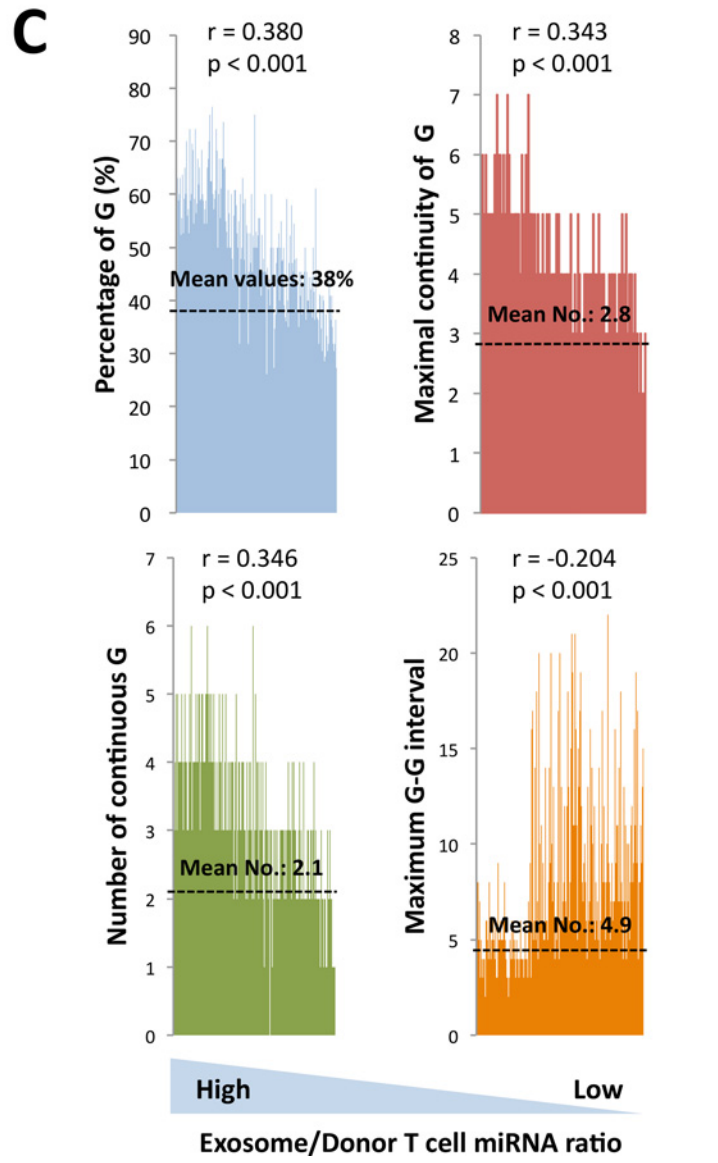 C
r = 0.380
p < 0.001
Percentage of G (%)
90
80
70
60
50
40
30
20
10
0
Mean values: 38%
r = 0.343
p < 0.001
Maximal continuity of G
8
7
6
5
4
3
2
1
0
Mean No.: 2.8
r = 0.346
p < 0.001
Number of continuous G
7
6
5
4
3
2
1
0
Mean No.: 2.1
r = -0.204
p < 0.001
Maximum G-G interval
25
20
15
10
5
0
Mean No.: 4.9
High Low
Exosome/Donor T cell miRNA ratio